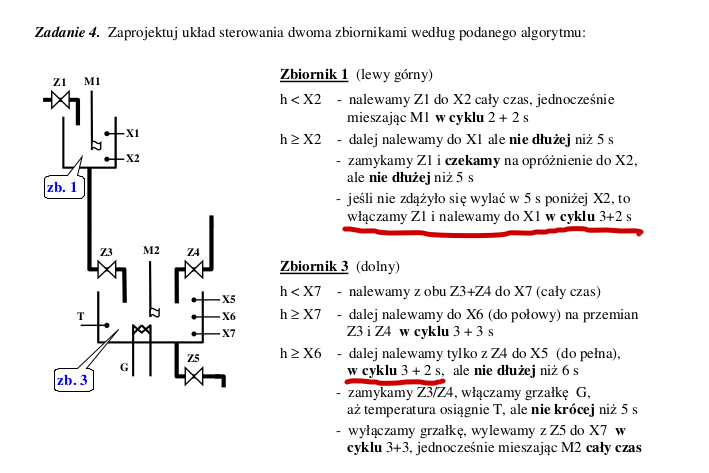 Zadanie 4. Zaprojektuj układ sterowania dwoma zbiornikami według podanego algorytmu:
Z1 M1
X1
X2
zb. 1
Z3 M2 Z4
X5
T X6
X7
G Z5
zb. 3
Zbiornik 1 (lewy górny)
h < X2 - nalewamy Z1 do X2 cały czas, jednocześnie
mieszając M1 w cyklu 2 + 2 s
h ≥ X2 - dalej nalewamy do X1 ale nie dłużej niż 5 s
- zamykamy Z1 i czekamy na opróżnienie do X2,
ale nie dłużej niż 5 s
- jeśli nie zdążyło się wylać w 5 s poniżej X2, to
włączamy Z1 i nalewamy do X1 w cyklu 3+2 s
Zbiornik 3 (dolny)
h < X7 - nalewamy z obu Z3+Z4 do X7 (cały czas)
h ≥ X7 - dalej nalewamy do X6 (do połowy) na przemian
Z3 i Z4 w cyklu 3 + 3 s
h ≥ X6 - dalej nalewamy tylko z Z4 do X5 (do pełna),
w cyklu 3 + 2 s, ale nie dłużej niż 6 s
- zamykamy Z3/Z4, włączamy grzałkę G,
aż temperatura osiągnie T, ale nie krócej niż 5 s
- wyłączamy grzałkę, wylewamy z Z5 do X7 w
cyklu 3+3, jednocześnie mieszając M2 cały czas